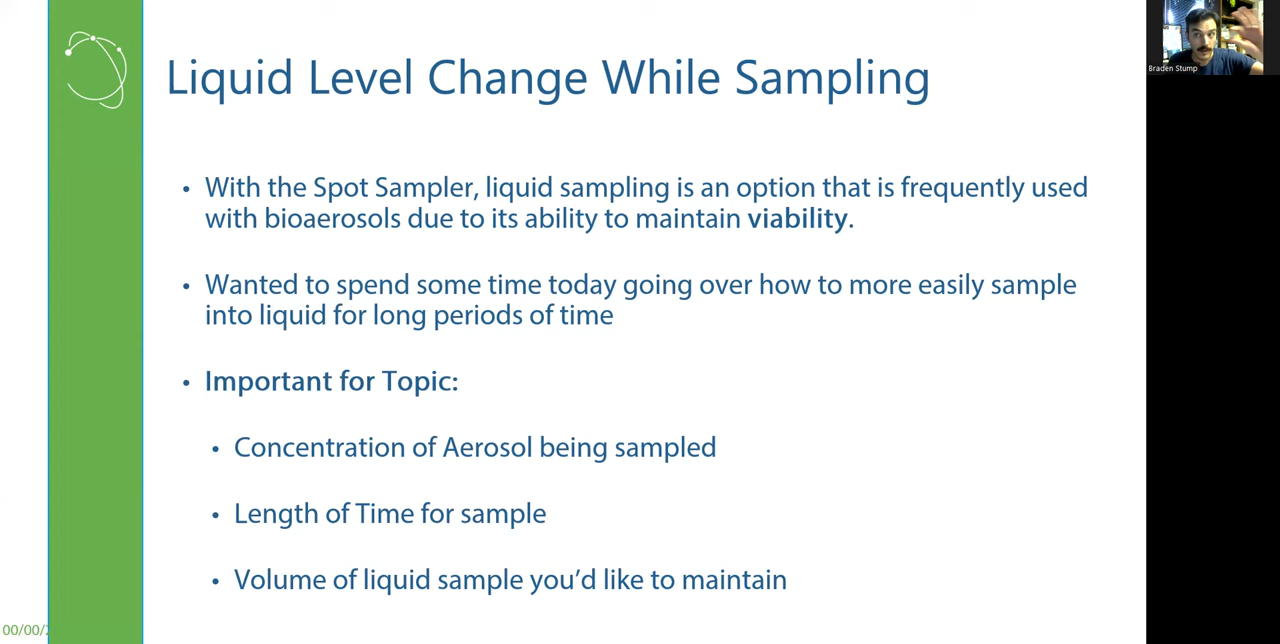 Liquid Level Change While Sampling
Braden Stump
• With the Spot Sampler, liquid sampling is an option that is frequently used
with bioaerosols due to its ability to maintain viability.
• Wanted to spend some time today going over how to more easily sample
into liquid for long periods of time
• Important for Topic:
• Concentration of Aerosol being sampled
• Length of Time for sample
• Volume of liquid sample you’d like to maintain
00/00/